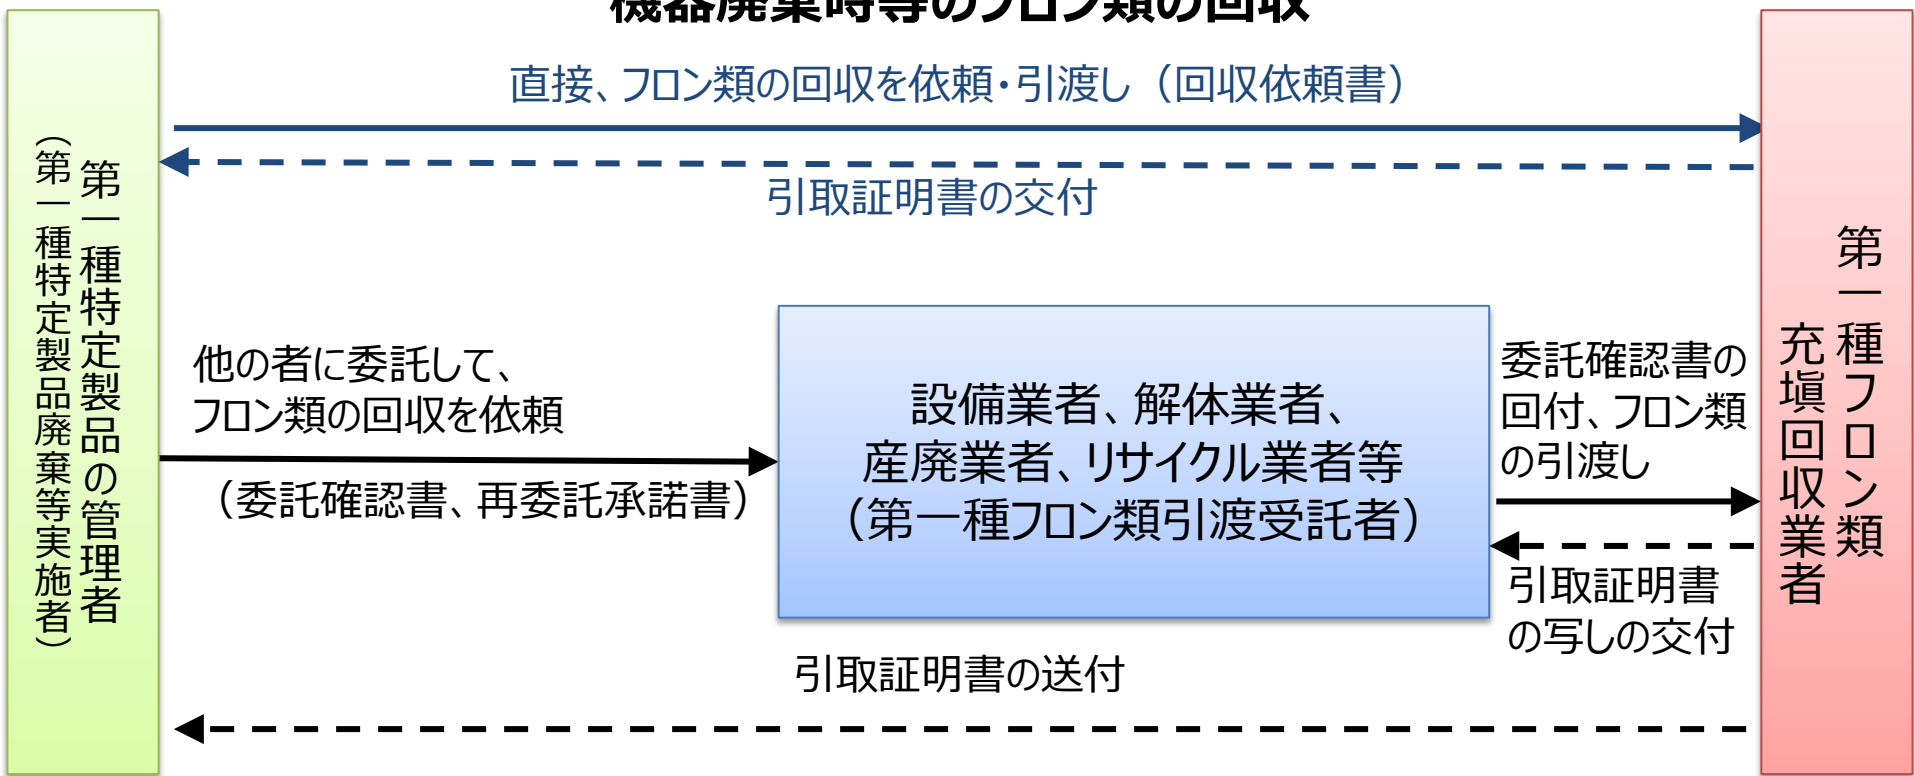 機器廃棄時等のフロン類の回収
直接、フロン類の回収を依頼・引渡し（回収依頼書）
引取証明書の交付
第一種特定製品の管理者
（第一種特定製品廃棄等実施者）
他の者に委託して、
フロン類の回収を依頼
（委託確認書、再委託承諾書）
設備業者、解体業者、
産廃業者、リサイクル業者等
（第一種フロン類引渡受託者）
委託確認書の
回付、フロン類
の引渡し
引取証明書
の写しの交付
第一種フロン類
充塡回収業者
引取証明書の送付